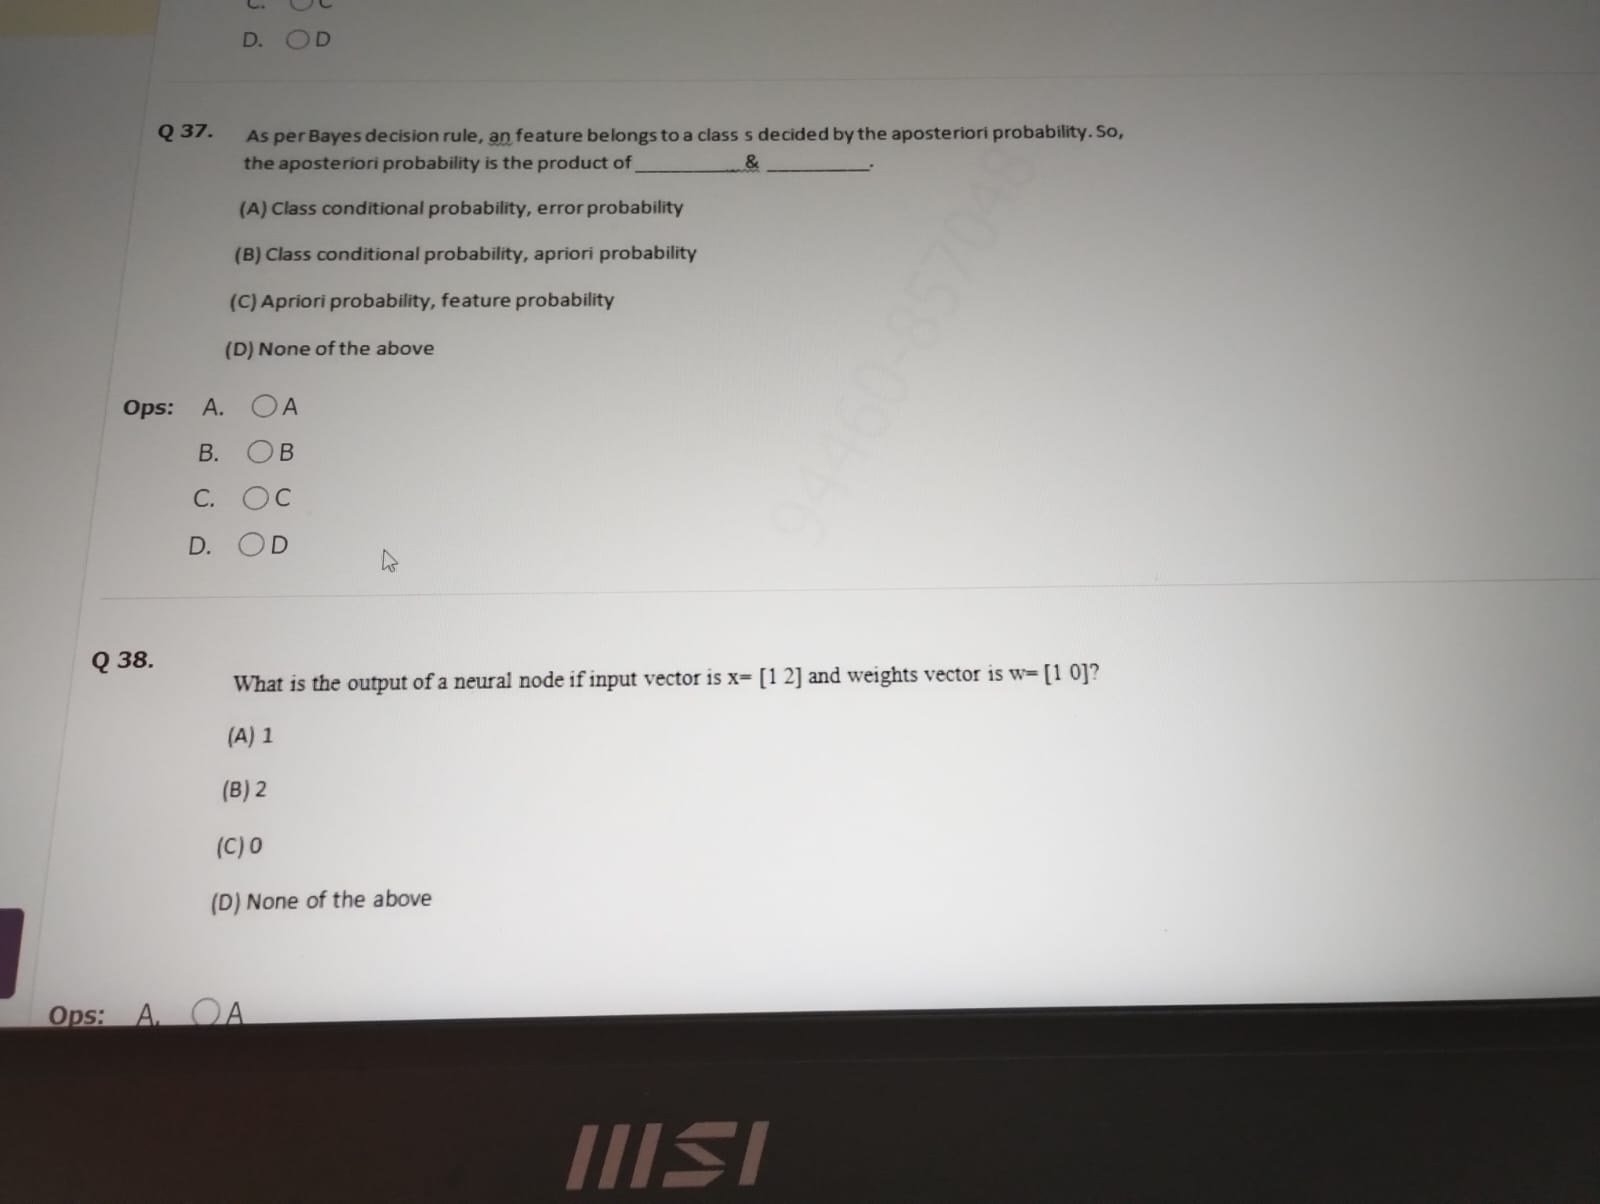 D. D
Q 37. As per Bayes decision rule, an feature belongs to a class s decided by the aposteriori probability. So,
the aposteriori probability is the product of __________&__________.
(A) Class conditional probability, error probability
(B) Class conditional probability, apriori probability
(C) Apriori probability, feature probability
(D) None of the above
Ops: A. A
B. B
C. C
D. D
94460-857048
Q 38.
What is the output of a neural node if input vector is x= [1 2] and weights vector is w= [1 0]?
(A) 1
(B) 2
(C) 0
(D) None of the above
Ops: A. A
msi